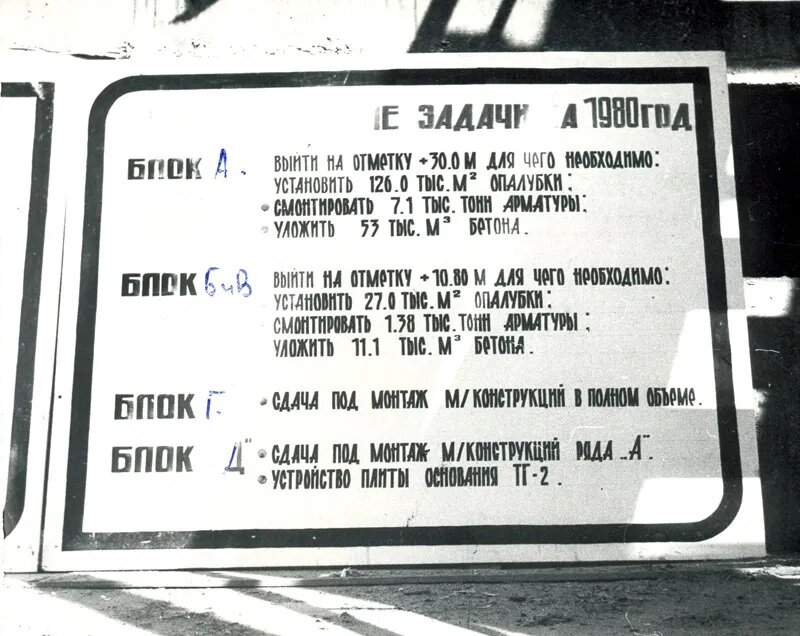 ЗАДАЧИ 1980 ГОД
БЛОК А. ВЫЙТИ НА ОТМЕТКУ +30.0 М ДЛЯ ЧЕГО НЕОБХОДИМО:
УСТАНОВИТЬ 126.0 ТЫС. М² ОПАЛУБКИ;
• СМОНТИРОВАТЬ 7.1 ТЫС. ТОНН АРМАТУРЫ;
• УЛОЖИТЬ 53 ТЫС. М³ БЕТОНА.
БЛОК Б и В ВЫЙТИ НА ОТМЕТКУ +10.80 М ДЛЯ ЧЕГО НЕОБХОДИМО:
УСТАНОВИТЬ 27.0 ТЫС. М² ОПАЛУБКИ;
СМОНТИРОВАТЬ 1.38 ТЫС. ТОНН АРМАТУРЫ;
УЛОЖИТЬ 11.1 ТЫС. М³ БЕТОНА.
БЛОК Г. • СДАЧА ПОД МОНТАЖ М/КОНСТРУКЦИЙ В ПОЛНОМ ОБЪЕМЕ.
БЛОК Д" • СДАЧА ПОД МОНТАЖ М/КОНСТРУКЦИЙ РЯДА „А".
• УСТРОЙСТВО ПЛИТЫ ОСНОВАНИЯ ТГ-2.